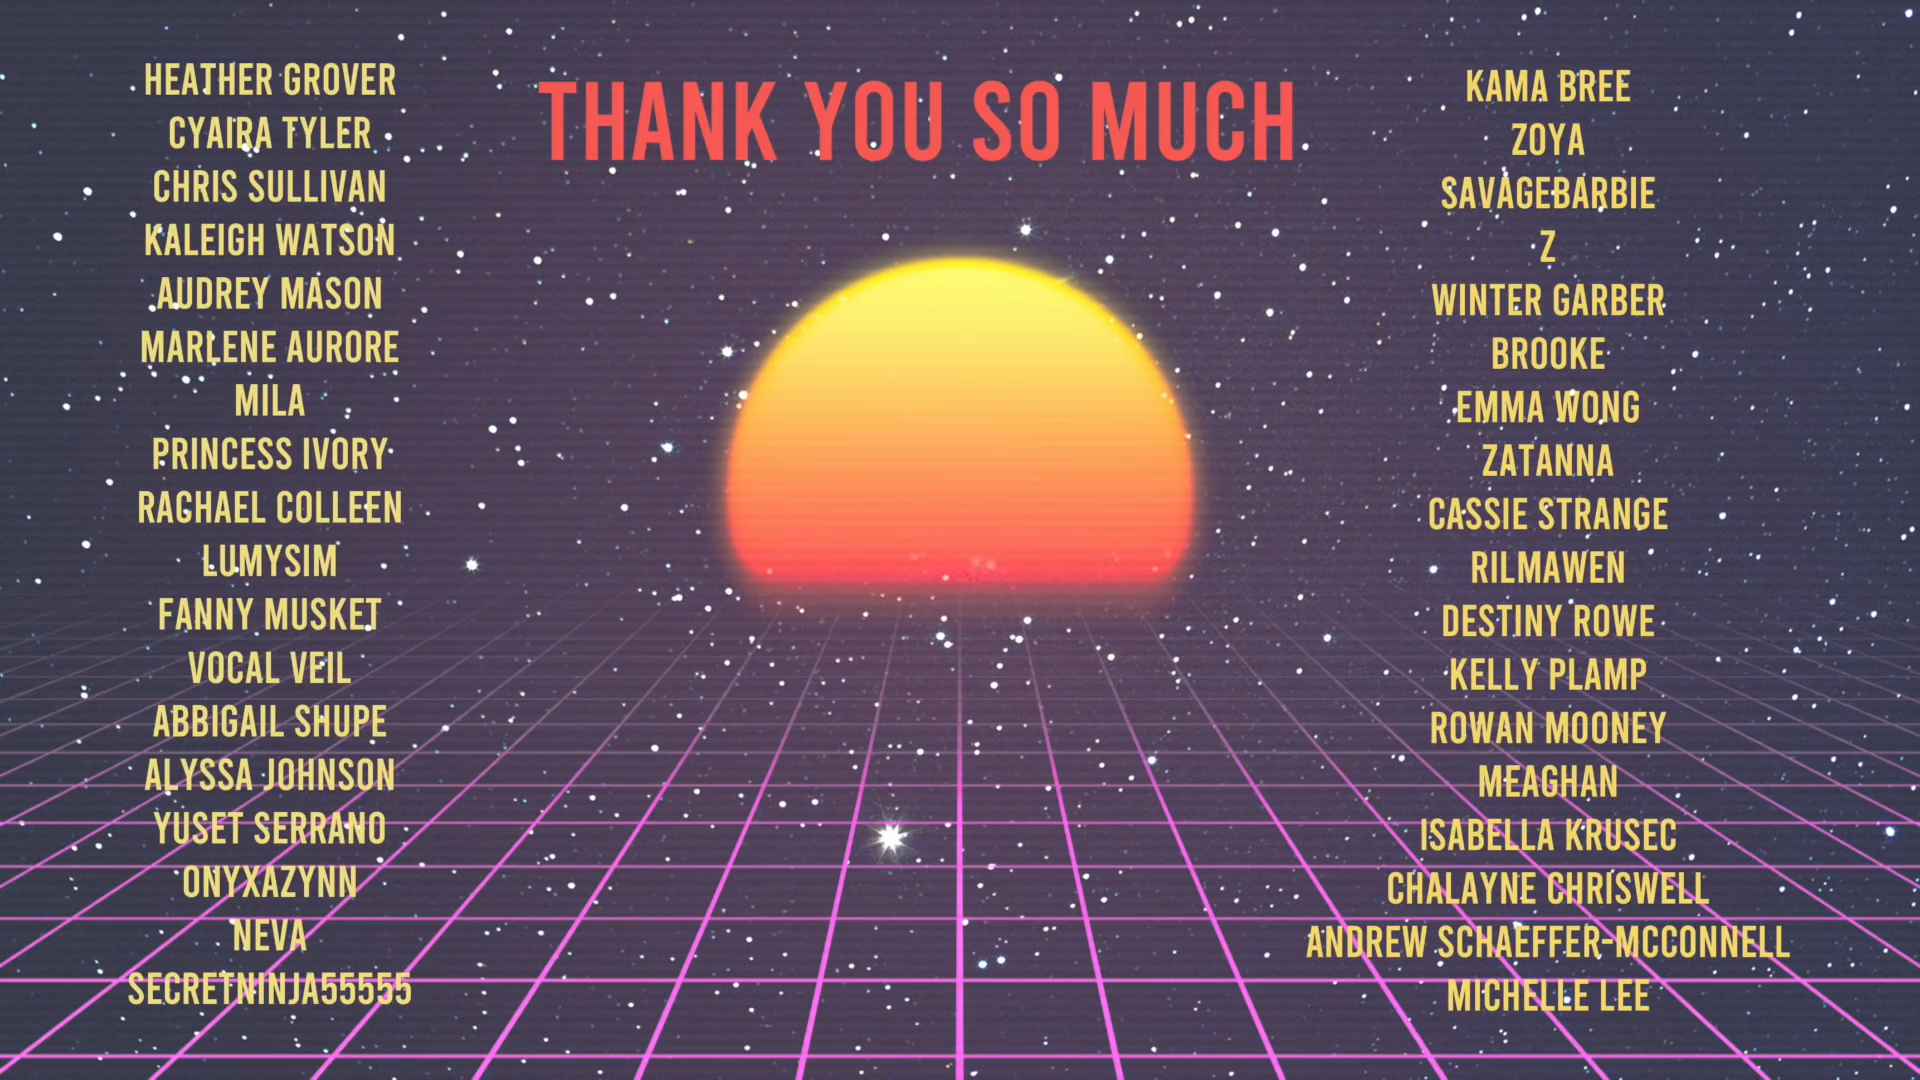 THANK YOU SO MUCH
HEATHER GROVER
CYAIRA TYLER
CHRIS SULLIVAN
KALEIGH WATSON
AUDREY MASON
MARLENE AURORE
MILA
PRINCESS IVORY
RACHAEL COLLEEN
LUMYSIM
FANNY MUSKET
VOCAL VEIL
ABBIGAIL SHUPE
ALYSSA JOHNSON
YUSET SERRANO
ONYXAZYNN
NEVA
SECRETNINJA55555
KAMA BREE
ZOYA
SAVAGEBARBIE
Z
WINTER GARBER
BROOKE
EMMA WONG
ZATANNA
CASSIE STRANGE
RILMAWEN
DESTINY ROWE
KELLY PLAMP
ROWAN MOONEY
MEAGHAN
ISABELLA KRUSEC
CHALAYNE CHRISWELL
ANDREW SCHAEFFER-MCCONNELL
MICHELLE LEE